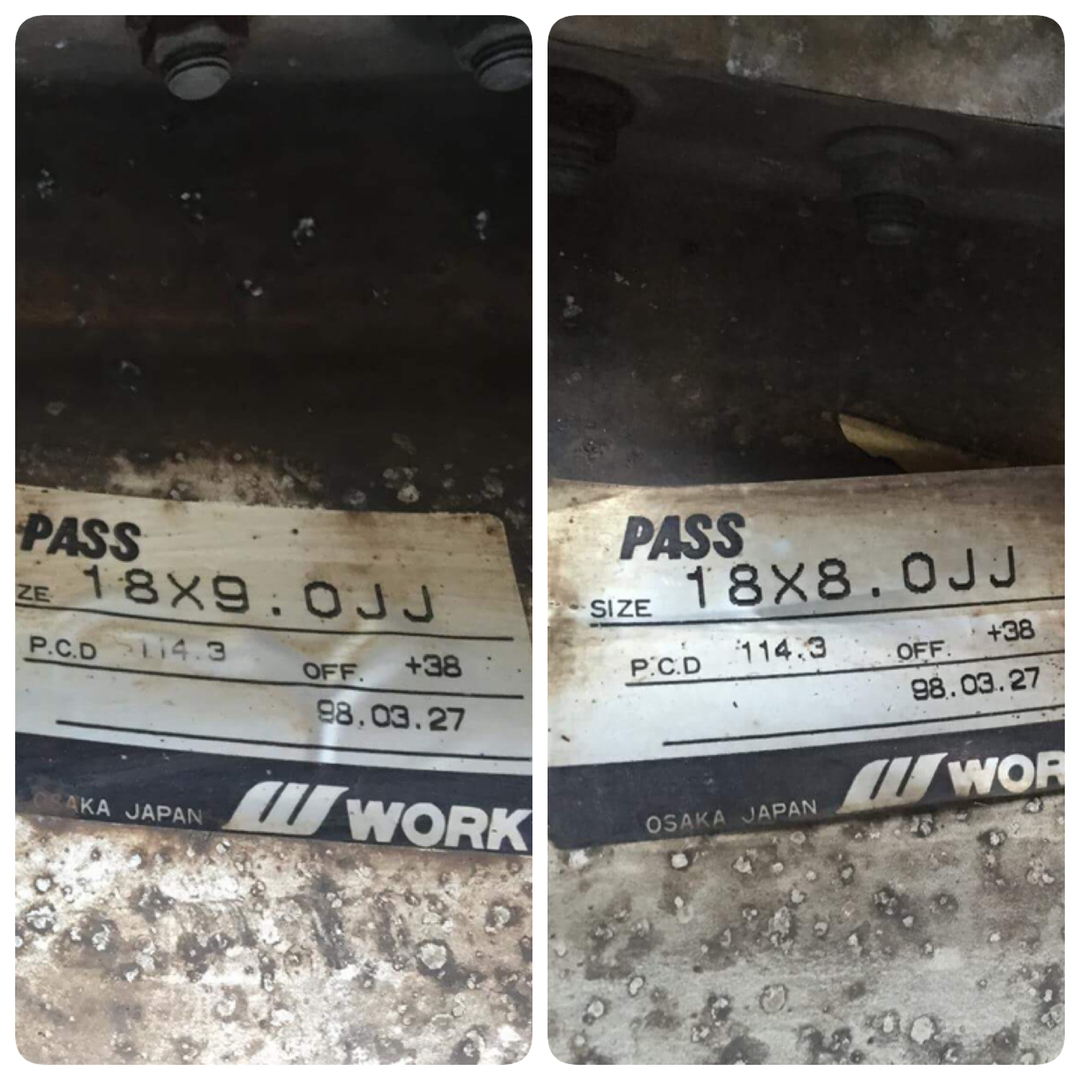 PASS
ZE 18X9.0JJ
P.C.D 114.3 OFF. +38
98.03.27
OSAKA JAPAN WORK
PASS
SIZE 18X8.0JJ
P.C.D 114.3 OFF. +38
98.03.27
OSAKA JAPAN WOR